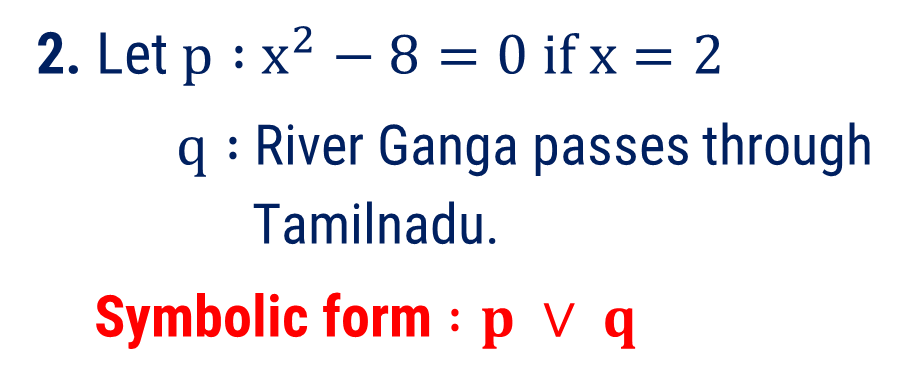 2. Let p : x² − 8 = 0 if x = 2
q : River Ganga passes through
Tamilnadu.
Symbolic form : p ∨ q